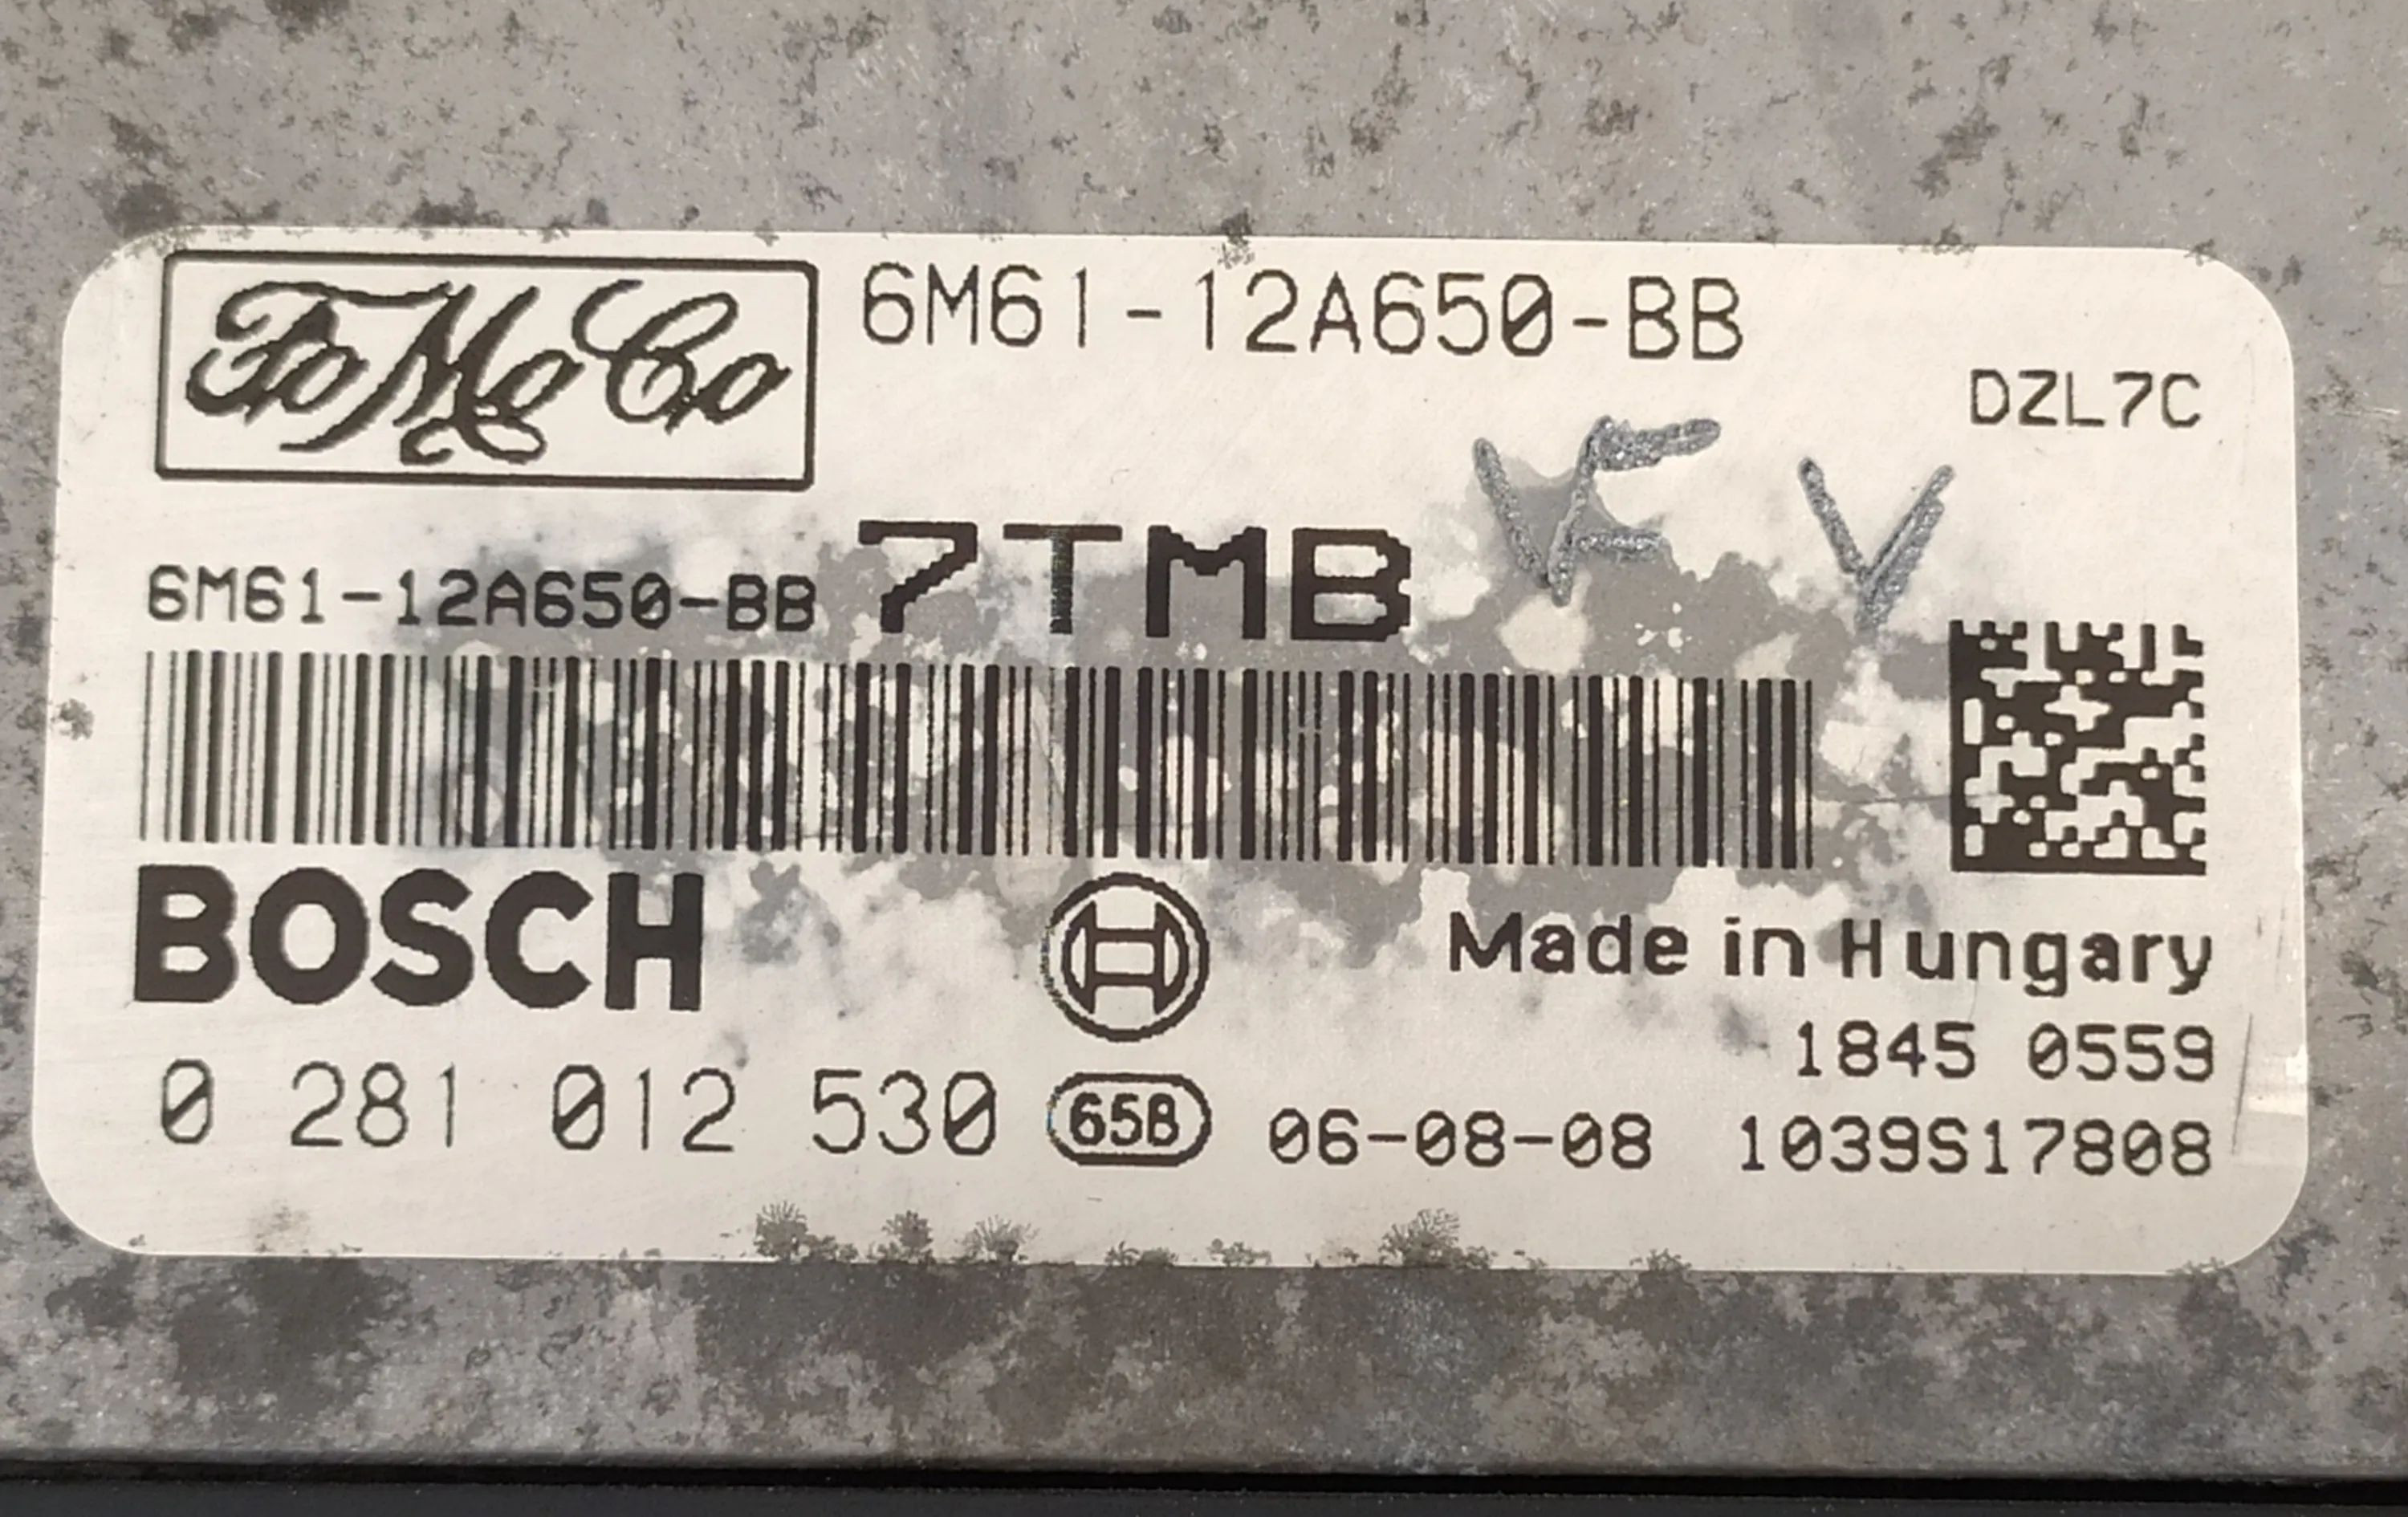 FoMoCo 6M61-12A650-BB
DZL7C
6M61-12A650-BB 7TMB
BOSCH
Made in Hungary
1845 0559
0 281 012 530 65B 06-08-08 1039S17808